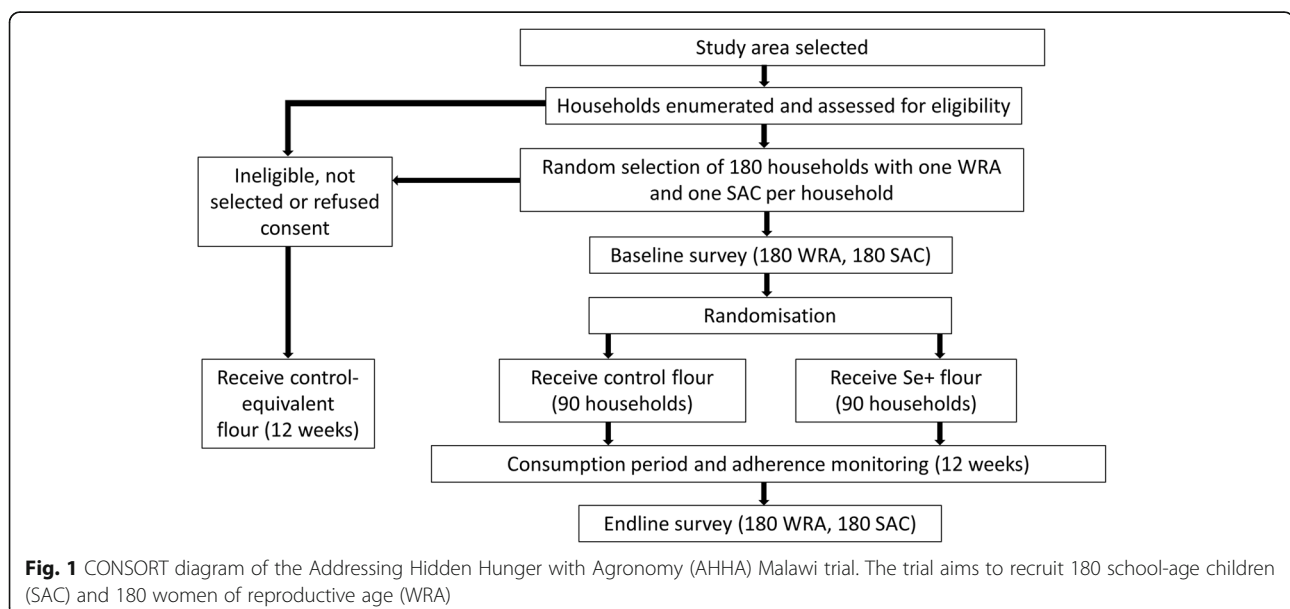 Study area selected
Households enumerated and assessed for eligibility
Random selection of 180 households with one WRA
and one SAC per household
Ineligible, not
selected or refused
consent
Baseline survey (180 WRA, 180 SAC)
Randomisation
Receive control-
equivalent
flour (12 weeks)
Receive control flour
(90 households)
Receive Se+ flour
(90 households)
Consumption period and adherence monitoring (12 weeks)
Endline survey (180 WRA, 180 SAC)
Fig. 1 CONSORT diagram of the Addressing Hidden Hunger with Agronomy (AHHA) Malawi trial. The trial aims to recruit 180 school-age children
(SAC) and 180 women of reproductive age (WRA)